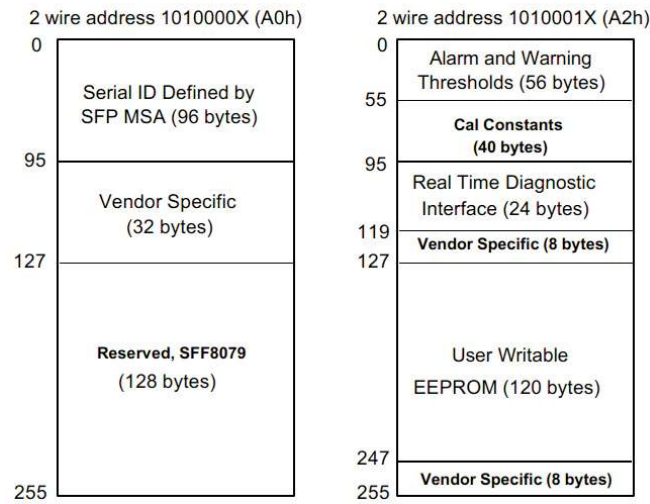 2 wire address 1010000X (A0h)
0
Serial ID Defined by
SFP MSA (96 bytes)
95
Vendor Specific
(32 bytes)
127
Reserved, SFF8079
(128 bytes)
255
2 wire address 1010001X (A2h)
0
Alarm and Warning
Thresholds (56 bytes)
55
Cal Constants
(40 bytes)
95
Real Time Diagnostic
Interface (24 bytes)
119
Vendor Specific (8 bytes)
127
User Writable
EEPROM (120 bytes)
247
Vendor Specific (8 bytes)
255